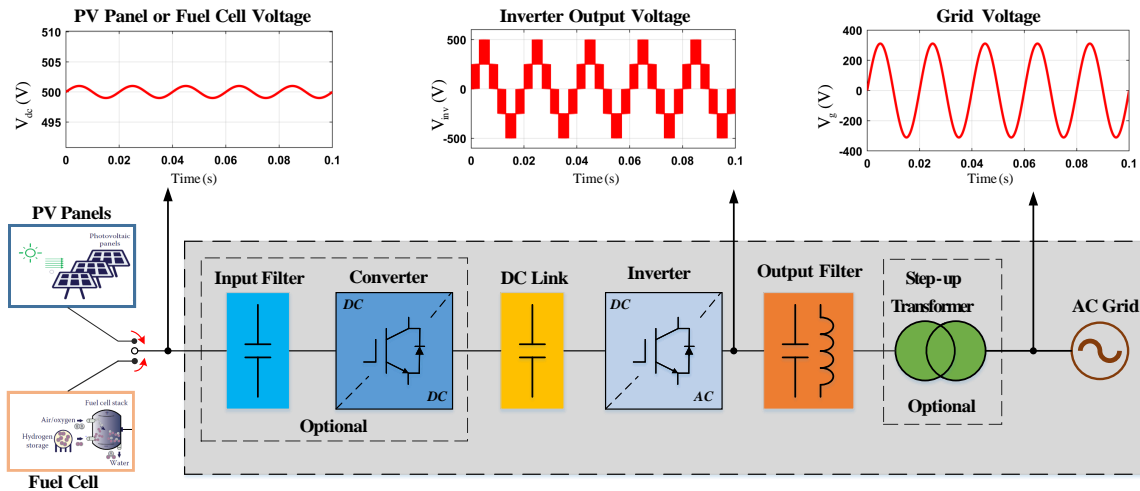 PV Panel or Fuel Cell Voltage
510
505
500
495
V_dc (V)
0 0.02 0.04 0.06 0.08 0.1
Time (s)
Inverter Output Voltage
500
0
-500
V_inv (V)
0 0.02 0.04 0.06 0.08 0.1
Time (s)
Grid Voltage
400
200
0
-200
-400
V_g (V)
0 0.02 0.04 0.06 0.08 0.1
Time (s)
PV Panels
Photovoltaic
panels
Input Filter
Converter
DC
DC
Optional
DC Link
Inverter
DC
AC
Output Filter
Step-up
Transformer
Optional
AC Grid
Fuel cell stack
Air/oxygen
Hydrogen
storage
Water
Fuel Cell